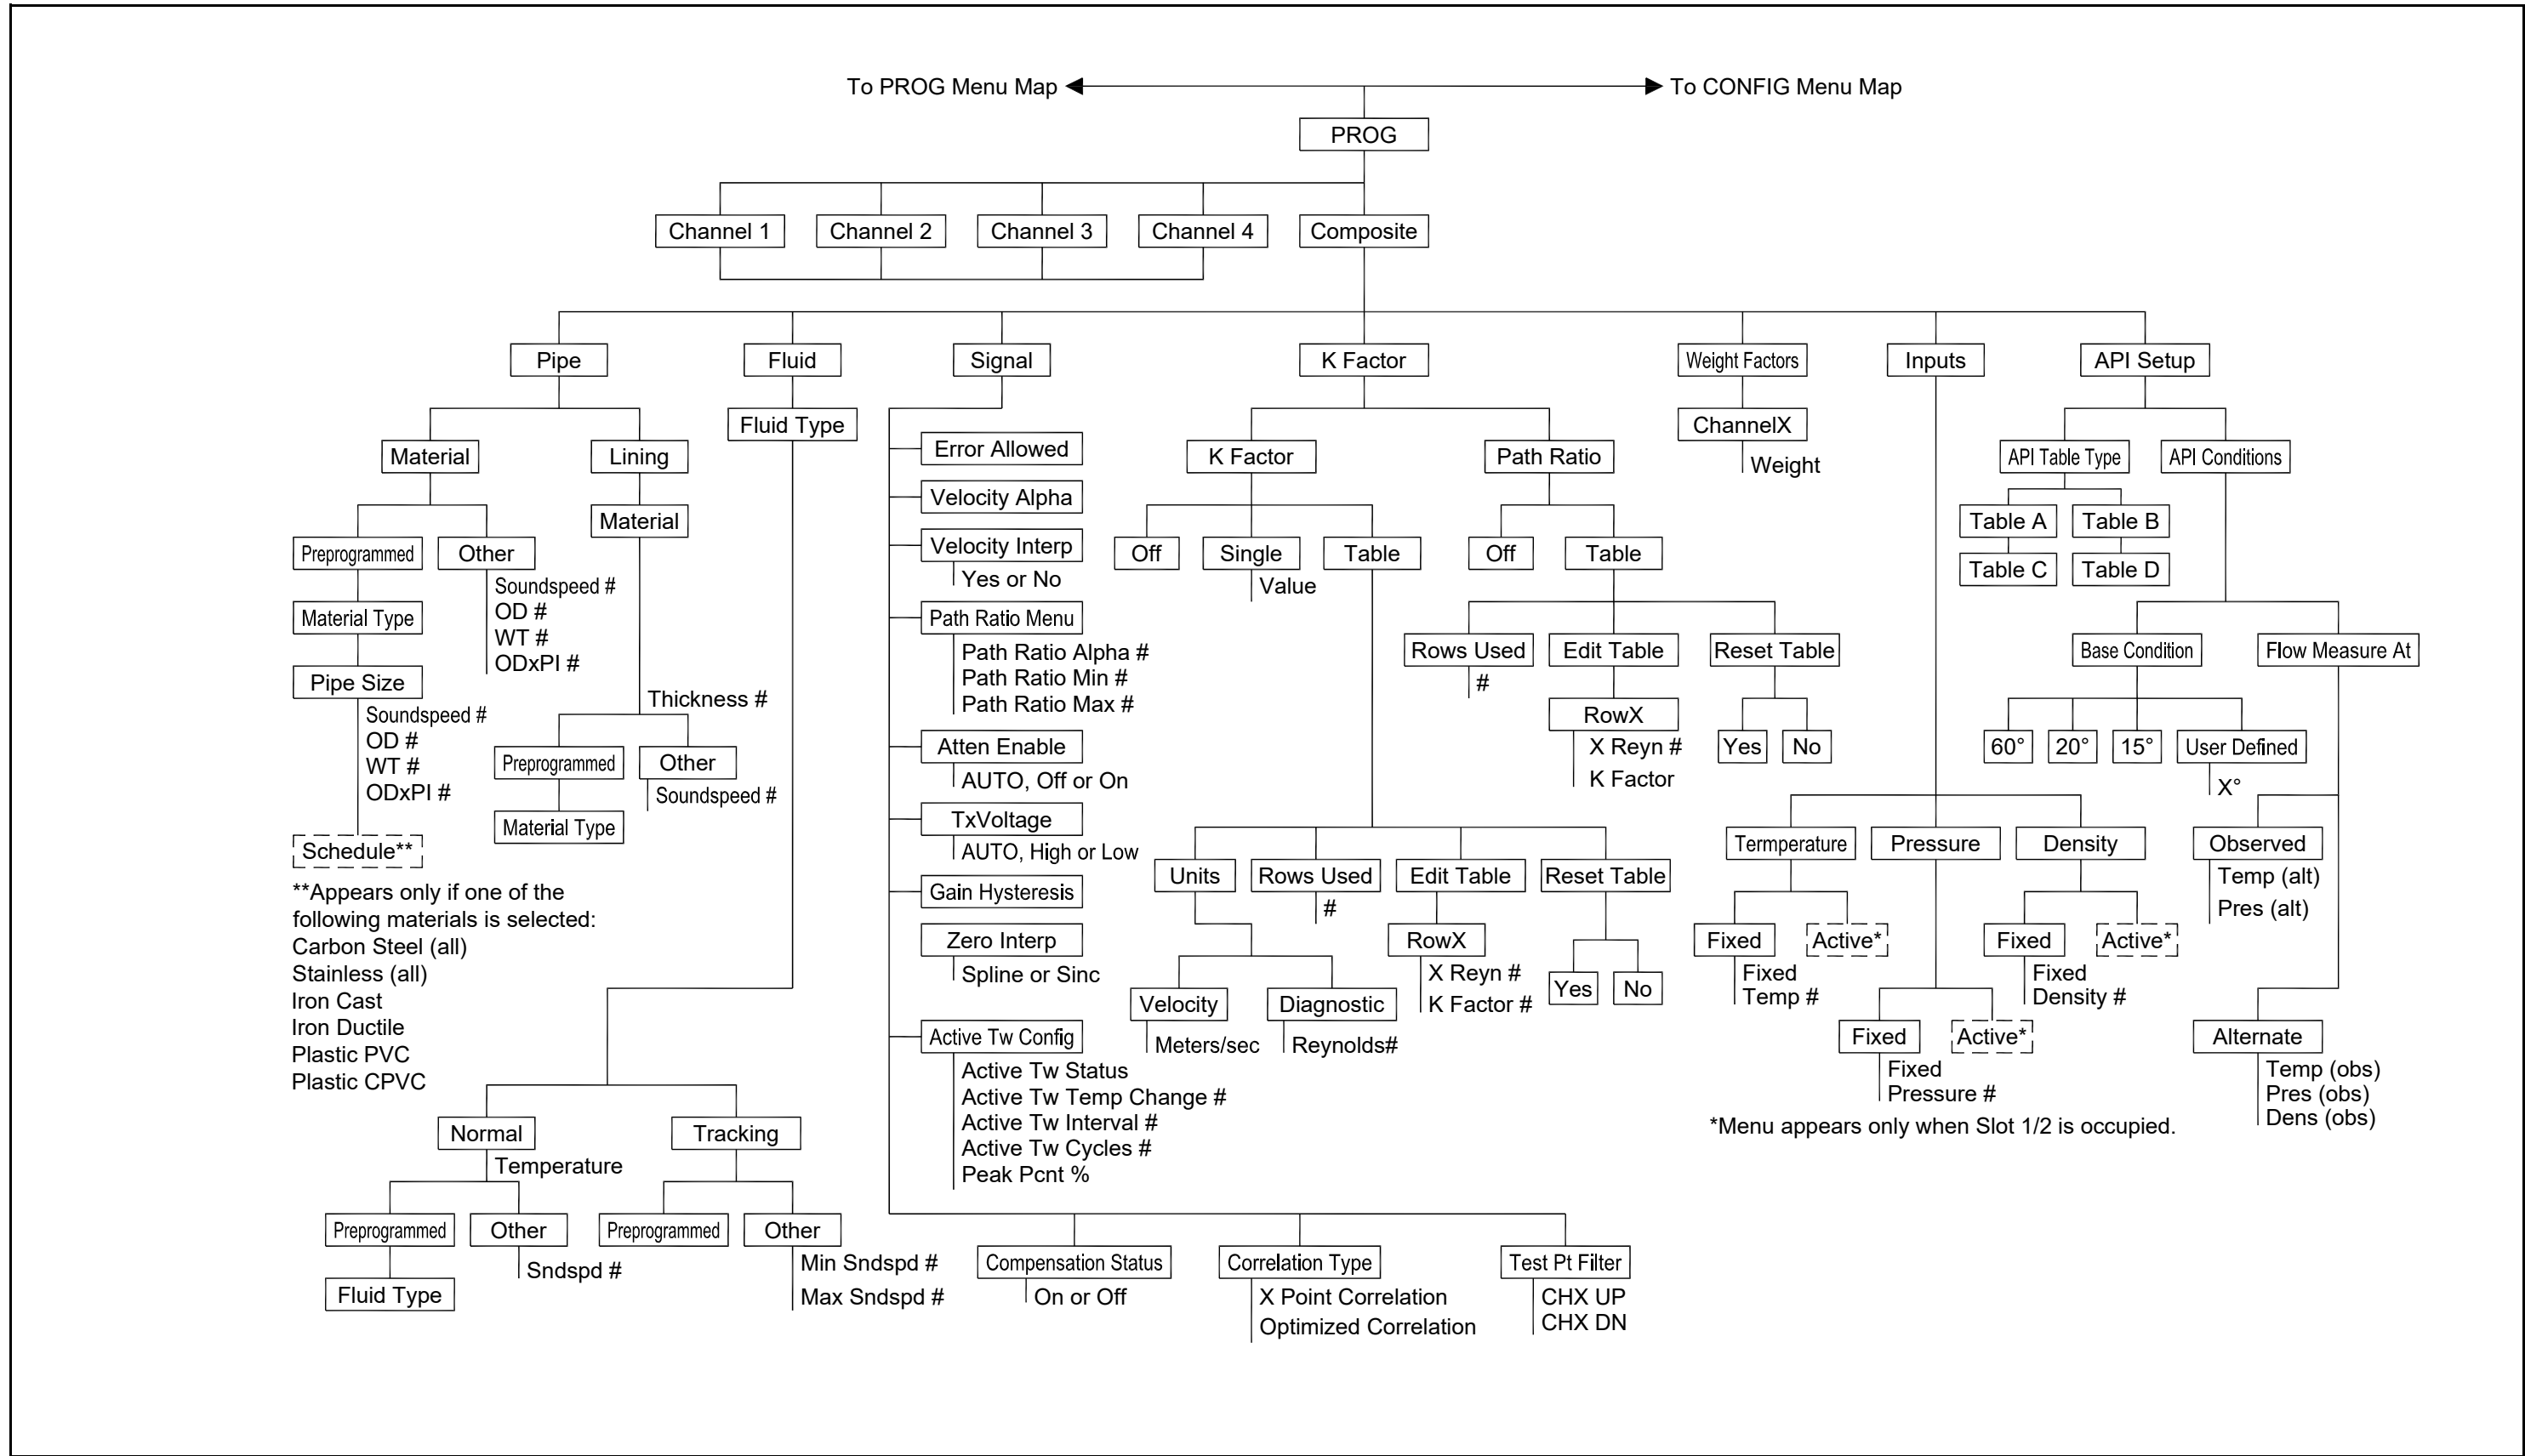 To PROG Menu Map
To CONFIG Menu Map
PROG
Channel 1
Channel 2
Channel 3
Channel 4
Composite
Pipe
Fluid
Signal
K Factor
Weight Factors
Inputs
API Setup
Material
Lining
Preprogrammed
Other
Material
Material Type
Soundspeed #
OD #
WT #
ODxPI #
Pipe Size
Soundspeed #
OD #
WT #
ODxPI #
Schedule**
**Appears only if one of the
following materials is selected:
Carbon Steel (all)
Stainless (all)
Iron Cast
Iron Ductile
Plastic PVC
Plastic CPVC
Thickness #
Preprogrammed
Other
Soundspeed #
Material Type
Fluid Type
Normal
Tracking
Temperature
Preprogrammed
Other
Preprogrammed
Other
Fluid Type
Sndspd #
Min Sndspd #
Max Sndspd #
Error Allowed
Velocity Alpha
Velocity Interp
Yes or No
Path Ratio Menu
Path Ratio Alpha #
Path Ratio Min #
Path Ratio Max #
Atten Enable
AUTO, Off or On
TxVoltage
AUTO, High or Low
Gain Hysteresis
Zero Interp
Spline or Sinc
Active Tw Config
Active Tw Status
Active Tw Temp Change #
Active Tw Interval #
Active Tw Cycles #
Peak Pcnt %
Compensation Status
On or Off
Correlation Type
X Point Correlation
Optimized Correlation
Test Pt Filter
CHX UP
CHX DN
K Factor
Path Ratio
Off
Single
Table
Value
Off
Table
Rows Used
#
Edit Table
Reset Table
RowX
X Reyn #
K Factor
Yes
No
Units
Rows Used
Edit Table
Reset Table
#
RowX
X Reyn #
K Factor #
Yes
No
Velocity
Diagnostic
Meters/sec
Reynolds#
ChannelX
Weight
Termperature
Pressure
Density
Fixed
Active*
Fixed
Temp #
Fixed
Active*
Fixed
Density #
Fixed
Active*
Fixed
Pressure #
*Menu appears only when Slot 1/2 is occupied.
API Table Type
API Conditions
Table A
Table B
Table C
Table D
Base Condition
Flow Measure At
60°
20°
15°
User Defined
X°
Observed
Temp (alt)
Pres (alt)
Alternate
Temp (obs)
Pres (obs)
Dens (obs)